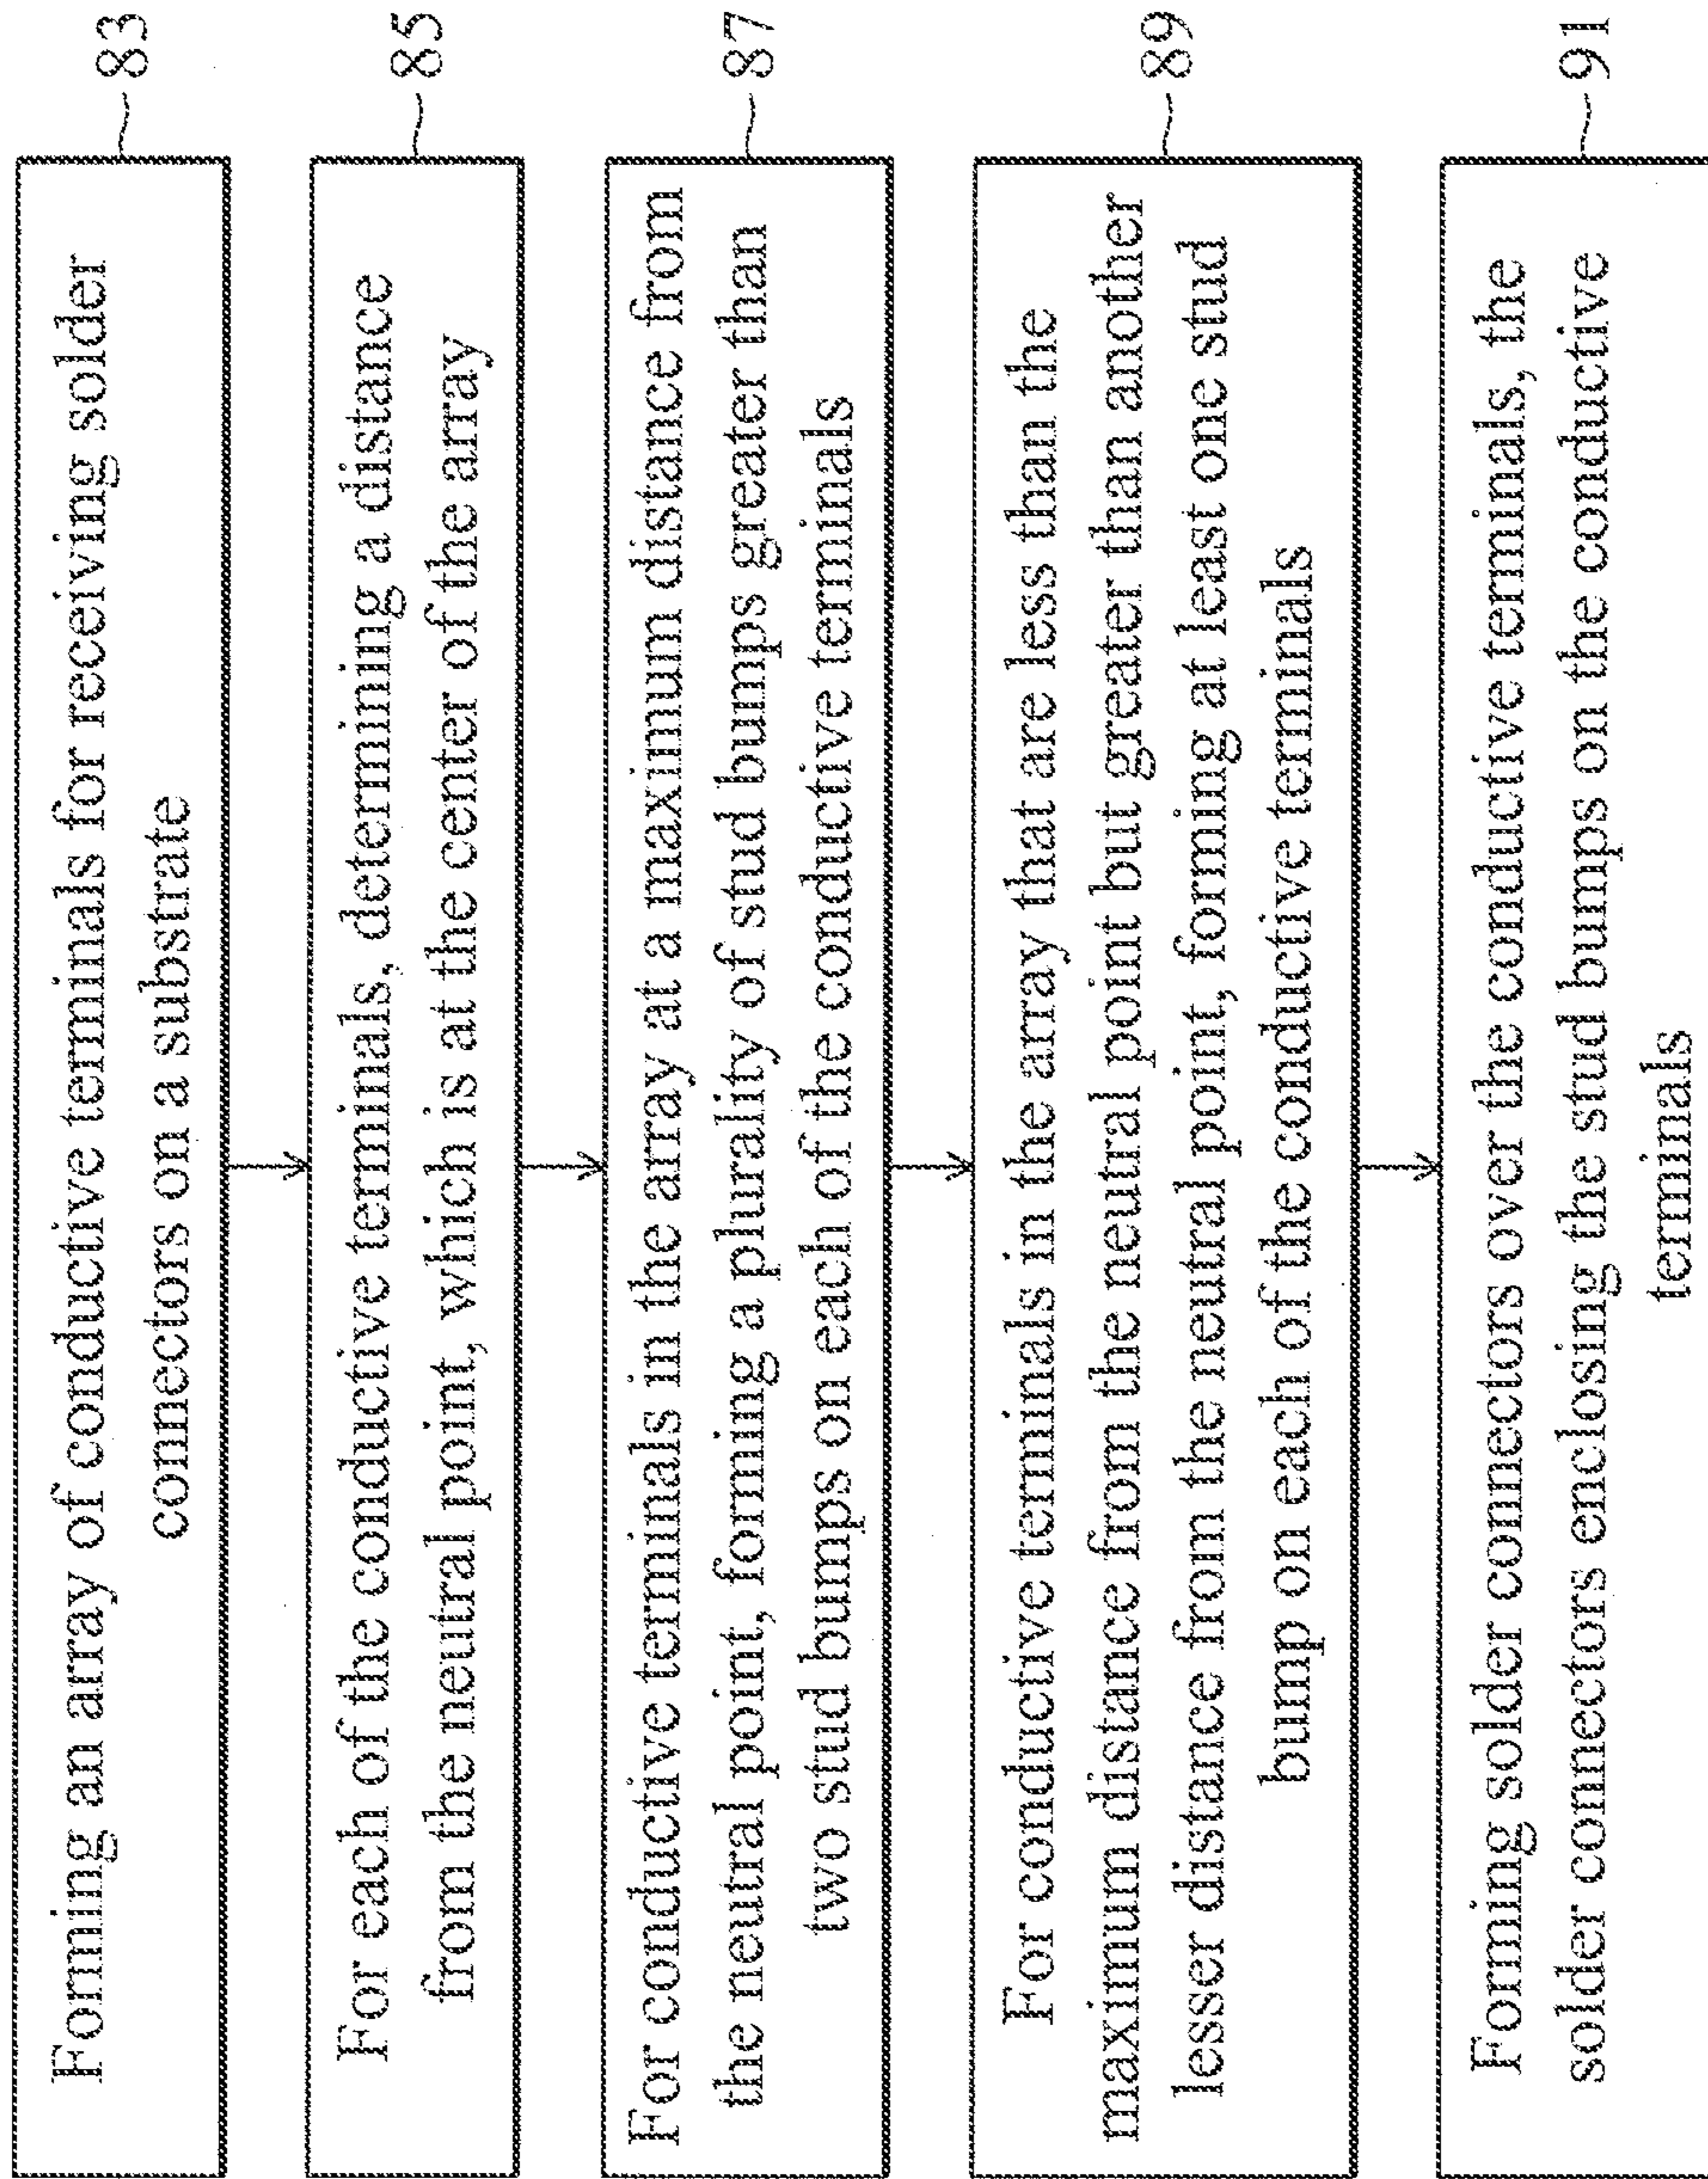 Forming an array of conductive terminals for receiving solder
connectors on a substrate
83
For each of the conductive terminals, determining a distance
from the neutral point, which is at the center of the array
85
For conductive terminals in the array at a maximum distance from
the neutral point, forming a plurality of stud bumps greater than
two stud bumps on each of the conductive terminals
87
For conductive terminals in the array that are less than the
maximum distance from the neutral point but greater than another
lesser distance from the neutral point, forming at least one stud
bump on each of the conductive terminals
89
Forming solder connectors over the conductive terminals, the
solder connectors enclosing the stud bumps on the conductive
terminals
91